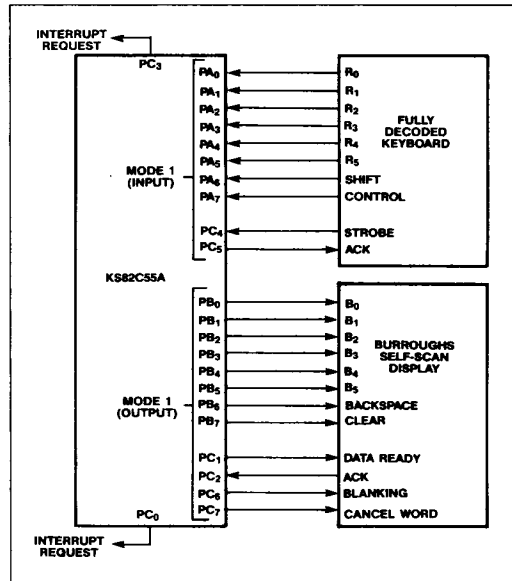 INTERRUPT
REQUEST
PC3
PA0 R0
PA1 R1
PA2 R2
PA3 R3
PA4 R4
PA5 R5
PA6 SHIFT
PA7 CONTROL
PC4 STROBE
PC5 ACK
MODE 1
(INPUT)
FULLY
DECODED
KEYBOARD
KS82C55A
PB0 B0
PB1 B1
PB2 B2
PB3 B3
PB4 B4
PB5 B5
PB6 BACKSPACE
PB7 CLEAR
PC1 DATA READY
PC2 ACK
PC6 BLANKING
PC7 CANCEL WORD
MODE 1
(OUTPUT)
BURROUGHS
SELF-SCAN
DISPLAY
PC0
INTERRUPT
REQUEST